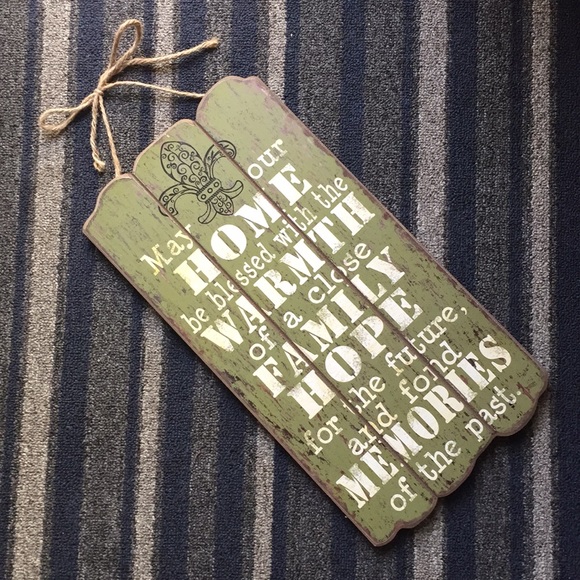 May our
HOME
be blessed with the
WARMTH
of a close
FAMILY
HOPE
for the future,
and fond
MEMORIES
of the past.